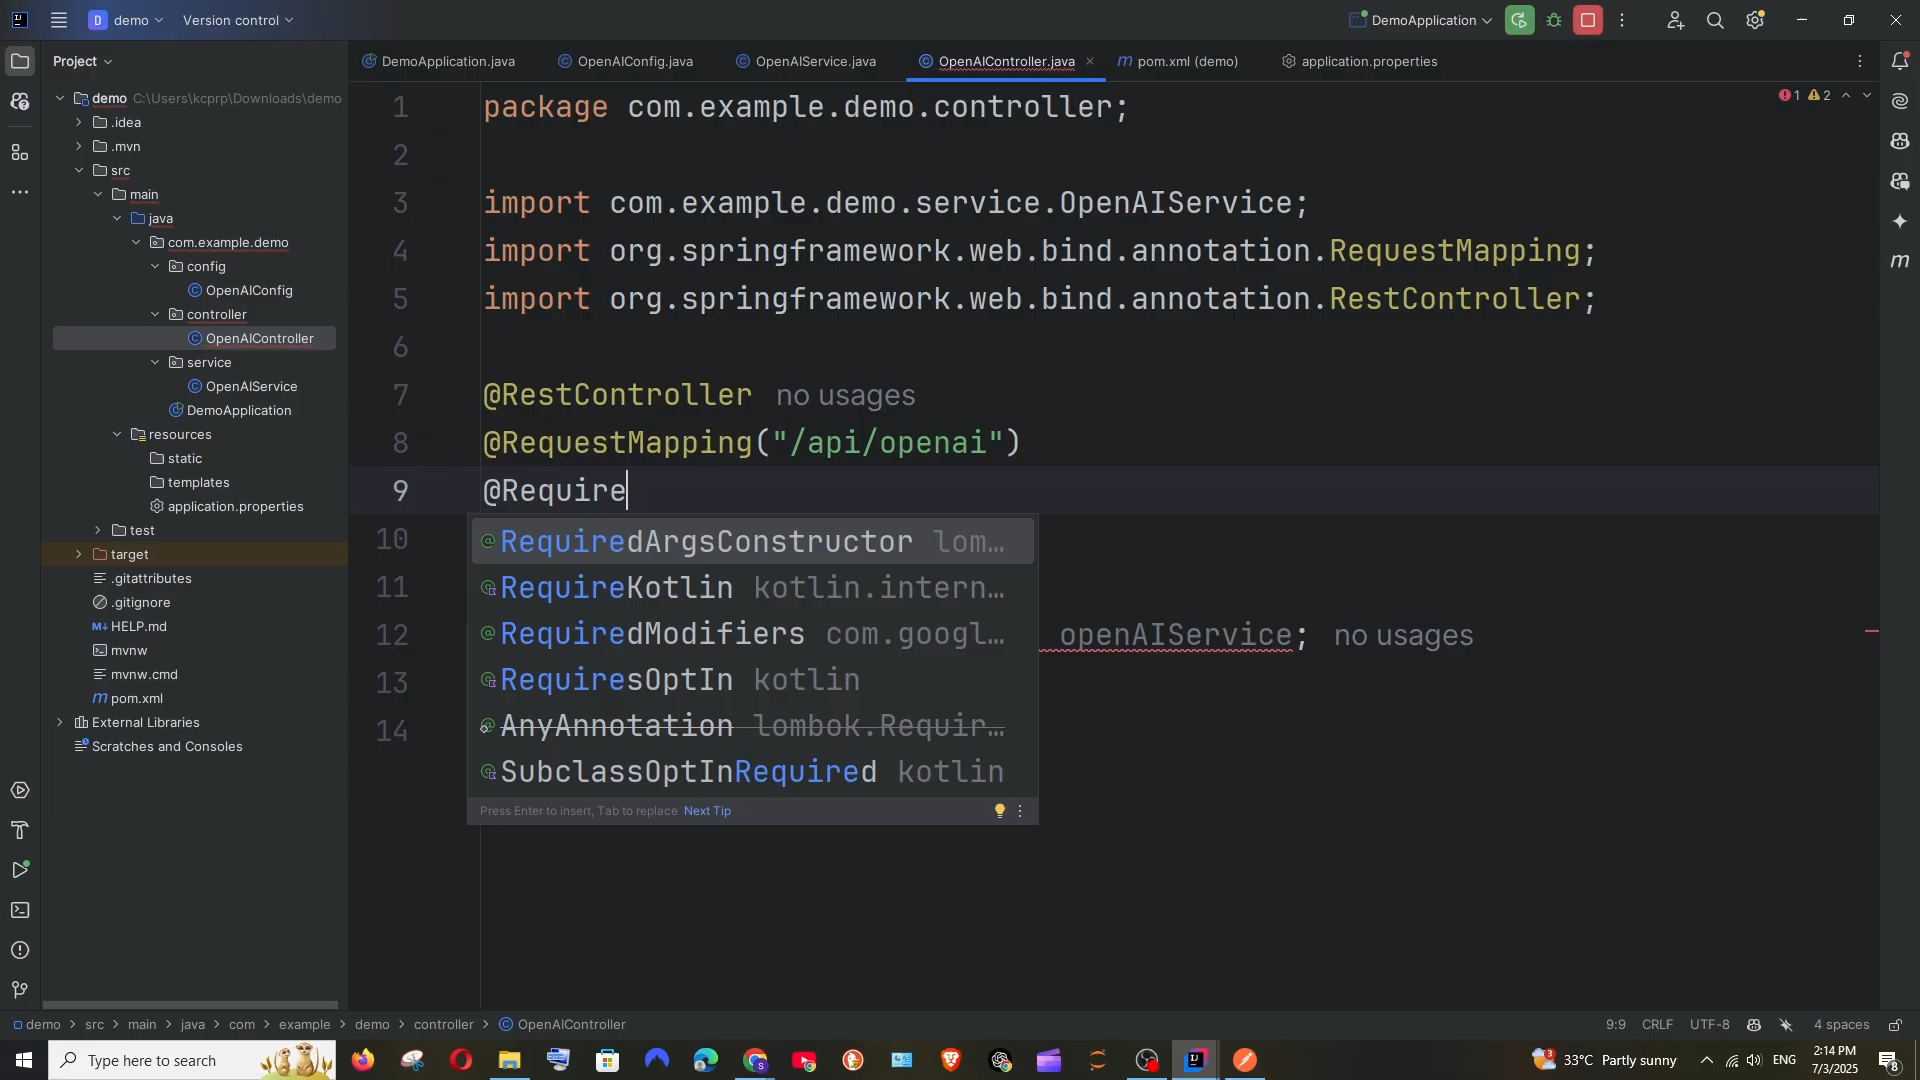 D demo
Version control
DemoApplication
Project
DemoApplication.java
OpenAIConfig.java
OpenAIService.java
OpenAIController.java
pom.xml (demo)
application.properties
demo C:\Users\kcprp\Downloads\demo
.idea
.mvn
src
main
java
com.example.demo
config
OpenAIConfig
controller
OpenAIController
service
OpenAIService
DemoApplication
resources
static
templates
application.properties
test
target
.gitattributes
.gitignore
HELP.md
mvnw
mvnw.cmd
pom.xml
External Libraries
Scratches and Consoles
1 2
1 package com.example.demo.controller;
2
3 import com.example.demo.service.OpenAIService;
4 import org.springframework.web.bind.annotation.RequestMapping;
5 import org.springframework.web.bind.annotation.RestController;
6
7 @RestController no usages
8 @RequestMapping("/api/openai")
9 @Require
10
11
12 openAIService; no usages
13
14
RequiredArgsConstructor lom…
RequireKotlin kotlin.intern…
RequiredModifiers com.googl…
RequiresOptIn kotlin
AnyAnnotation lombok.Requir…
SubclassOptInRequired kotlin
Press Enter to insert, Tab to replace Next Tip
demo > src > main > java > com > example > demo > controller > OpenAIController
9:9 CRLF UTF-8 4 spaces
Type here to search
33°C Partly sunny
ENG
2:14 PM
7/3/2025
8